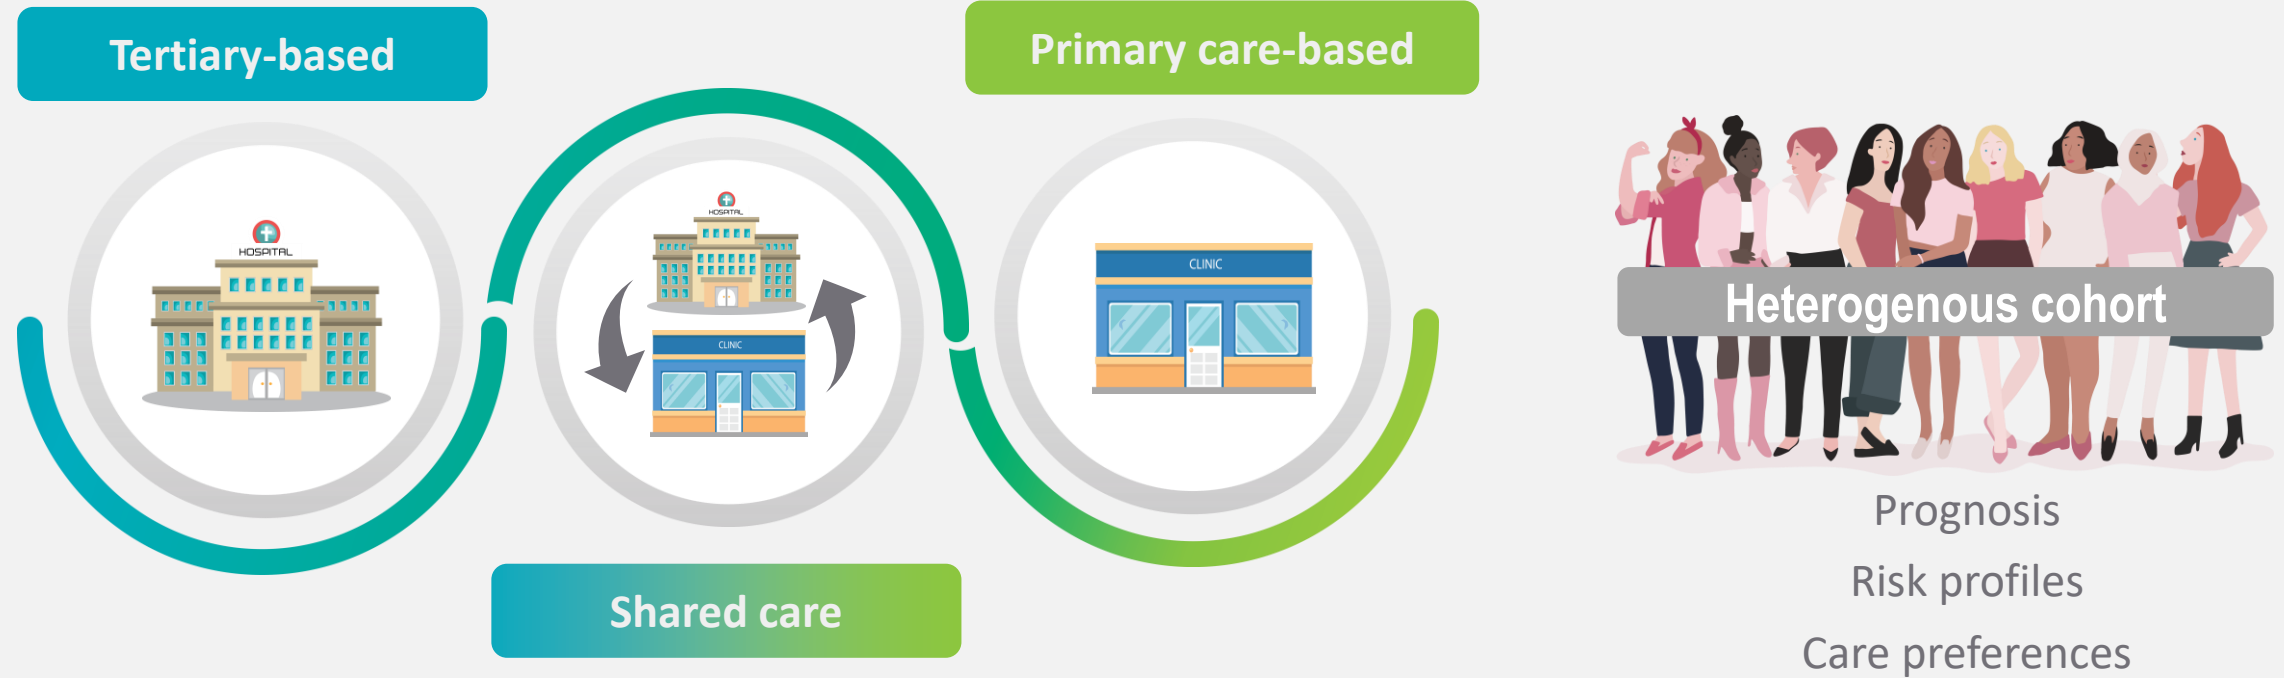 Tertiary-based
Primary care-based
HOSPITAL
HOSPITAL
CLINIC
CLINIC
Shared care
Heterogenous cohort
Prognosis
Risk profiles
Care preferences